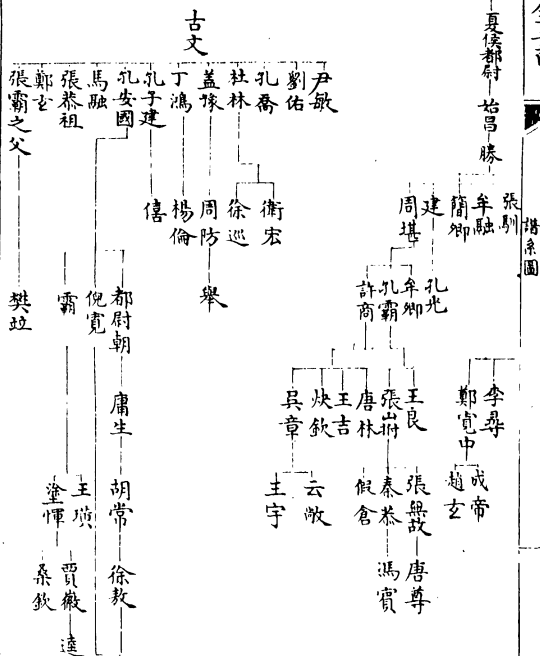 譜系圖
夏侯都尉
始昌
勝
張馴
牟融
簡卿
建
周堪
孔光
牟卿
孔霸
許商
李尋
鄭寬中
王良
張山拊
唐林
王吉
炔欽
吳章
成帝
趙玄
張無故
秦恭
假倉
云敞
王宇
唐尊
馮賓
古文
尹敏
劉佑
孔喬
杜林
蓋豫
丁鴻
孔子建
孔安國
馬融
張恭祖
鄭玄
張霸之父
衛宏
徐巡
周防
楊倫
僖
舉
都尉朝
倪寬
霸
樊竝
庸生
胡常
王璜
塗惲
徐敖
賈徽
桑欽
逵